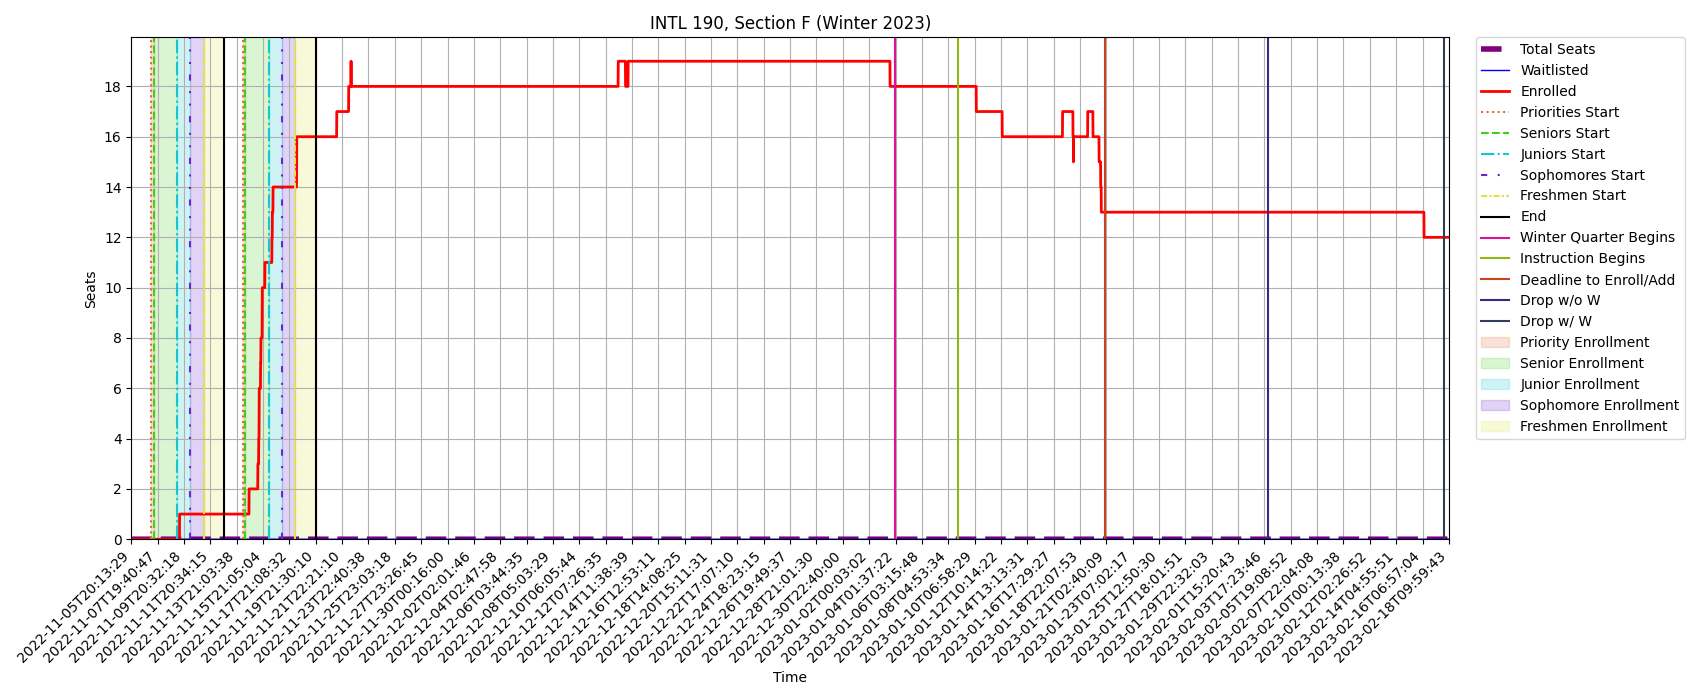 INTL 190, Section F (Winter 2023)
Seats
18
16
14
12
10
8
6
4
2
0
2022-11-05T20:13:29
2022-11-07T19:40:47
2022-11-09T20:32:18
2022-11-11T20:34:15
2022-11-13T21:03:38
2022-11-15T21:05:04
2022-11-17T21:08:32
2022-11-19T21:30:10
2022-11-21T22:21:10
2022-11-23T22:40:38
2022-11-25T23:03:18
2022-11-27T23:26:45
2022-11-30T00:16:00
2022-12-02T02:01:46
2022-12-04T02:47:58
2022-12-06T03:44:35
2022-12-08T05:03:29
2022-12-10T06:05:44
2022-12-12T07:26:35
2022-12-14T11:38:39
2022-12-16T12:53:11
2022-12-18T14:08:25
2022-12-20T15:11:31
2022-12-22T17:07:10
2022-12-24T18:23:15
2022-12-26T19:49:37
2022-12-28T21:01:30
2022-12-30T22:40:00
2023-01-02T00:03:02
2023-01-04T01:37:22
2023-01-06T03:15:48
2023-01-08T04:53:34
2023-01-10T06:58:29
2023-01-12T10:14:22
2023-01-14T13:13:31
2023-01-16T17:29:27
2023-01-18T22:07:53
2023-01-21T02:40:09
2023-01-23T07:02:17
2023-01-25T12:50:30
2023-01-27T18:01:51
2023-01-29T22:32:03
2023-02-01T15:20:43
2023-02-03T17:23:46
2023-02-05T19:08:52
2023-02-07T22:04:08
2023-02-10T00:13:38
2023-02-12T02:26:52
2023-02-14T04:55:51
2023-02-16T06:57:04
2023-02-18T09:59:43
Time
Total Seats
Waitlisted
Enrolled
Priorities Start
Seniors Start
Juniors Start
Sophomores Start
Freshmen Start
End
Winter Quarter Begins
Instruction Begins
Deadline to Enroll/Add
Drop w/o W
Drop w/ W
Priority Enrollment
Senior Enrollment
Junior Enrollment
Sophomore Enrollment
Freshmen Enrollment